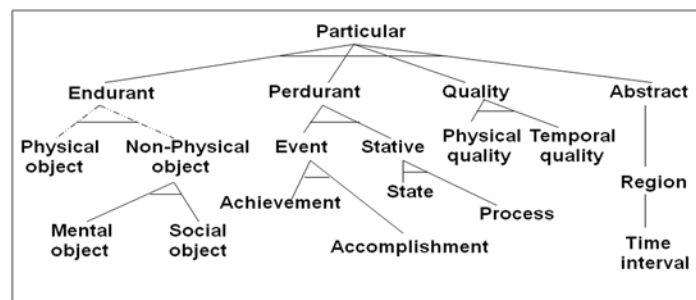 Particular
Endurant Perdurant Quality Abstract
Physical object Non-Physical object Event Stative Physical quality Temporal quality
Achievement State Process Region
Mental object Social object Accomplishment Time interval